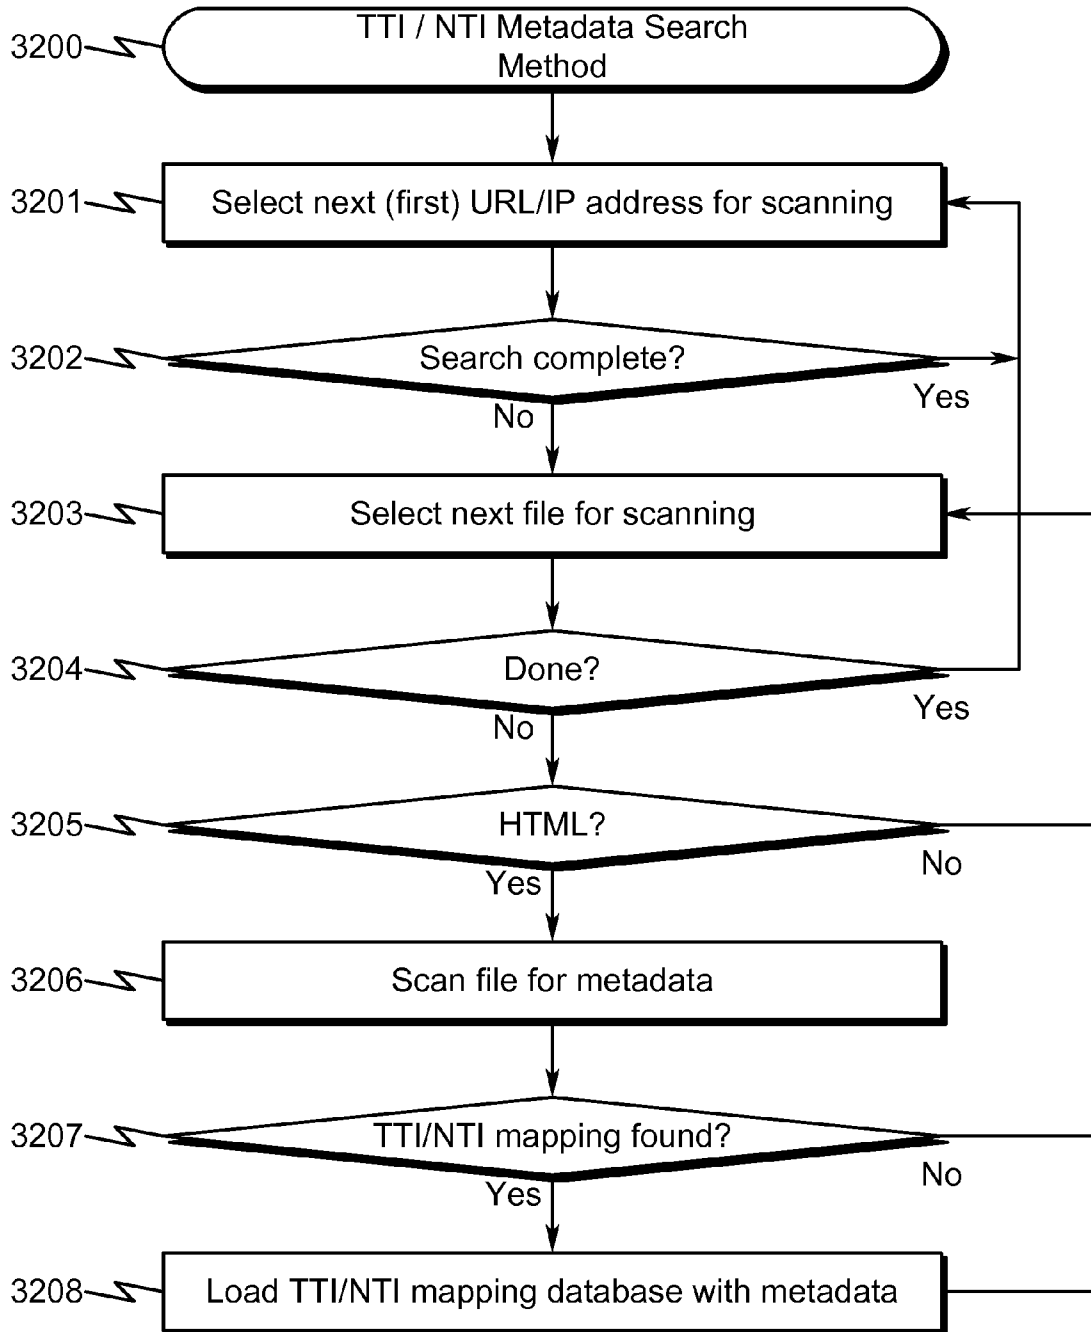 TTI / NTI Metadata Search
Method
3200
3201
Select next (first) URL/IP address for scanning
3202
Search complete?
Yes
No
3203
Select next file for scanning
3204
Done?
Yes
No
3205
HTML?
No
Yes
3206
Scan file for metadata
3207
TTI/NTI mapping found?
No
Yes
3208
Load TTI/NTI mapping database with metadata